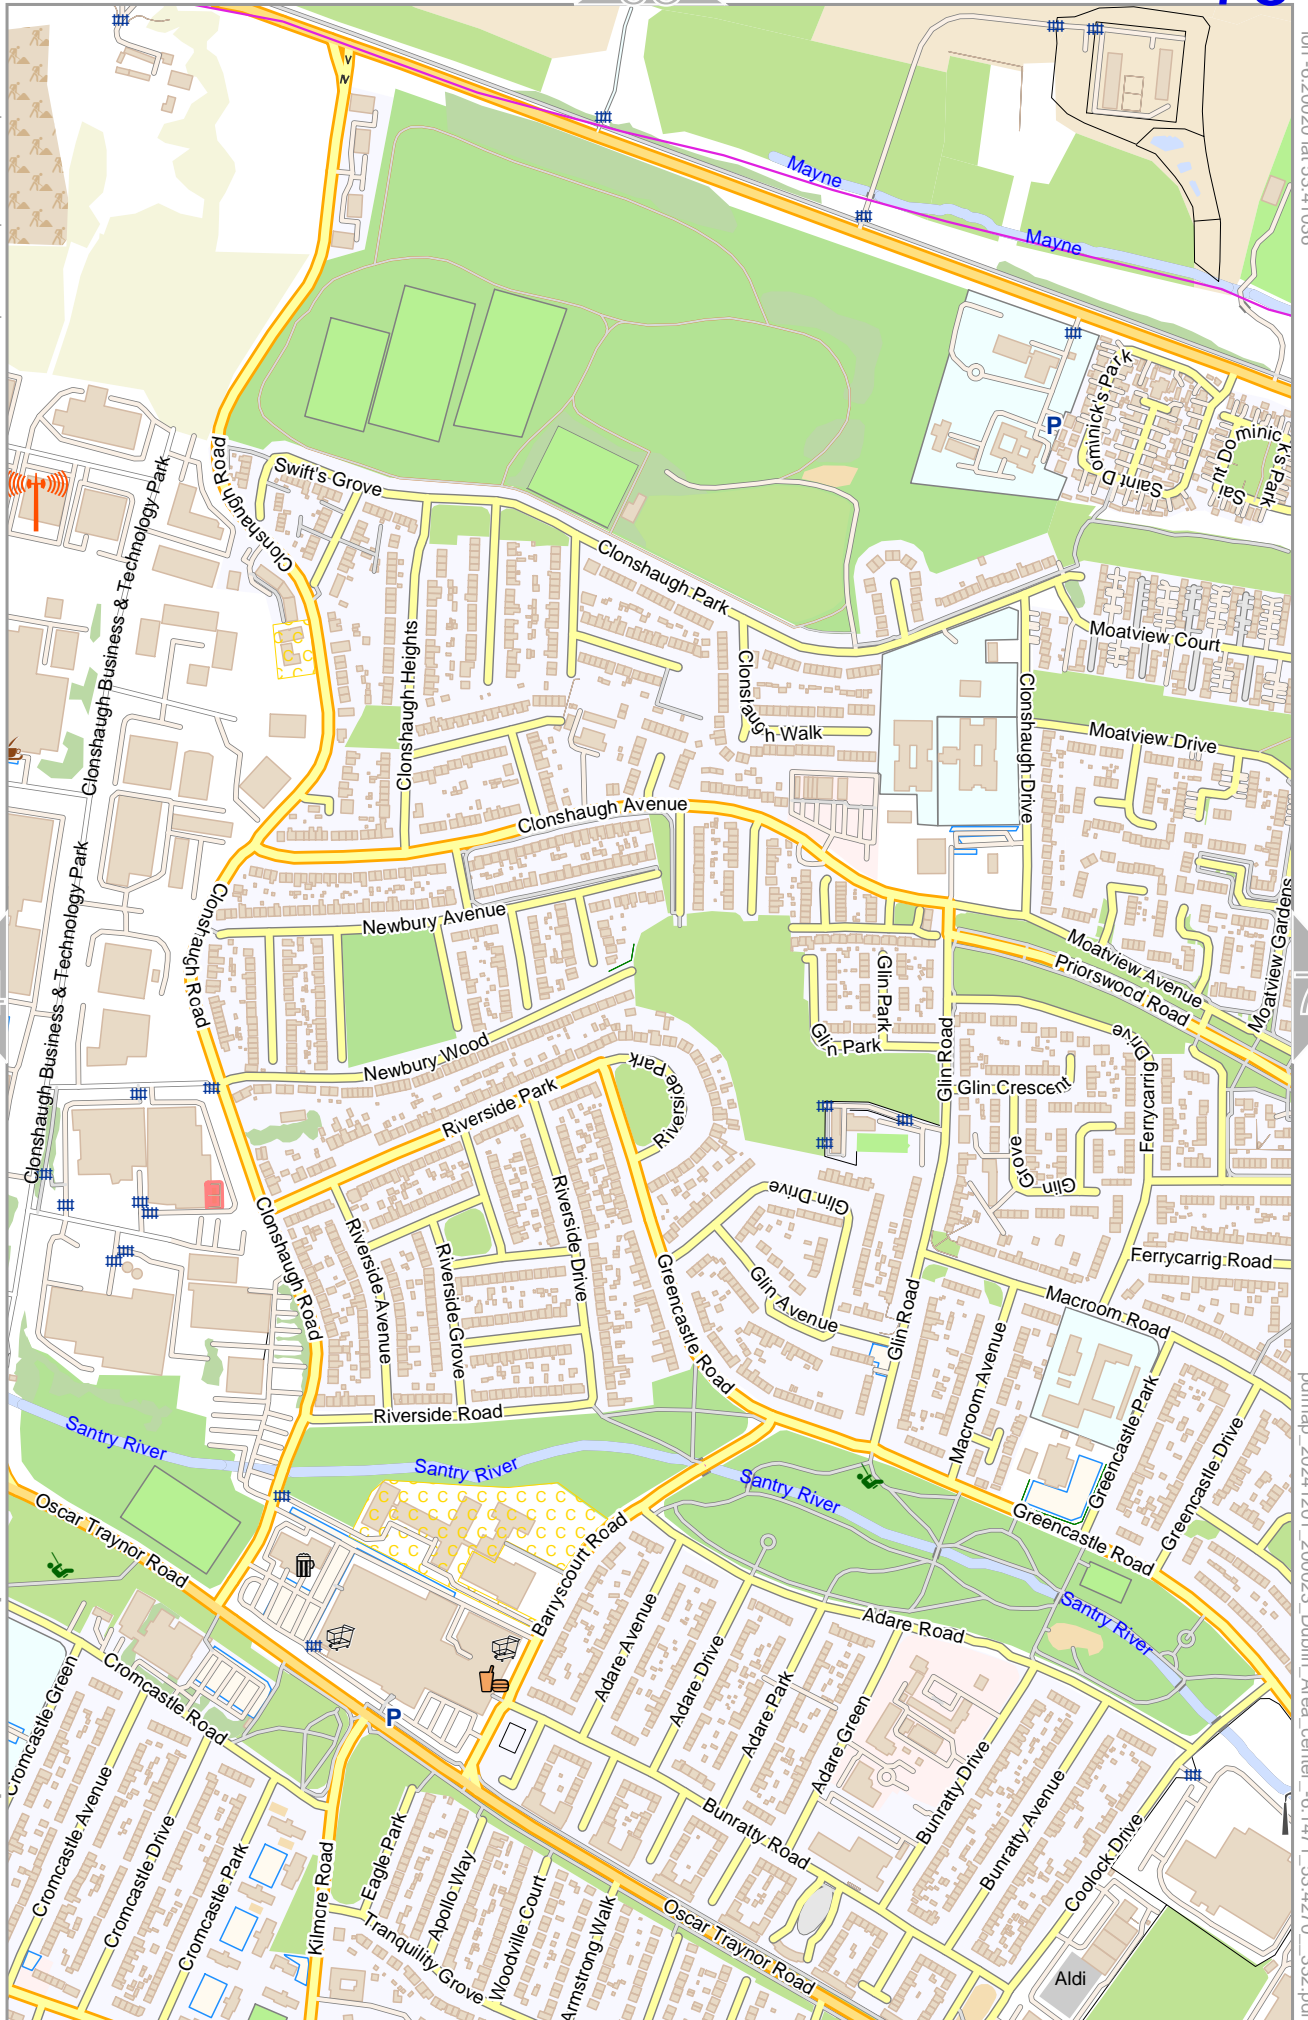 Mayne
Mayne
Saint Dominick's Park
Saint Dominick's Park
P
Swift's Grove
Clonshaugh Road
Clonshaugh Business & Technology Park
Clonshaugh Park
Clonshaugh Heights
Clonshaugh Walk
Moatview Court
Clonshaugh Drive
Moatview Drive
Clonshaugh Avenue
Clonshaugh Business & Technology Park
Clonshaugh Road
Newbury Avenue
Moatview Gardens
Moatview Avenue
Priorswood Road
Glin Park
Glin Park
Glin Road
Newbury Wood
Riverside Park
Riverside Park
Glin Crescent
Ferrycarrig Drive
Glin Grove
Glin Drive
Clonshaugh Road
Riverside Avenue
Riverside Grove
Riverside Drive
Greencastle Road
Glin Avenue
Glin Road
Ferrycarrig Road
Macroom Road
Macroom Avenue
Greencastle Park
Greencastle Drive
Riverside Road
Santry River
Santry River
Santry River
Santry River
Greencastle Road
Oscar Traynor Road
Barryscourt Road
Adare Road
Adare Avenue
Adare Drive
Adare Park
Adare Green
Cromcastle Green
Cromcastle Road
P
Bunratty Drive
Bunratty Avenue
Bunratty Road
Coolock Drive
Cromcastle Avenue
Cromcastle Drive
Cromcastle Park
Kilmore Road
Eagle Park
Apollo Way
Tranquility Grove
Woodville Court
Armstrong Walk
Oscar Traynor Road
Aldi